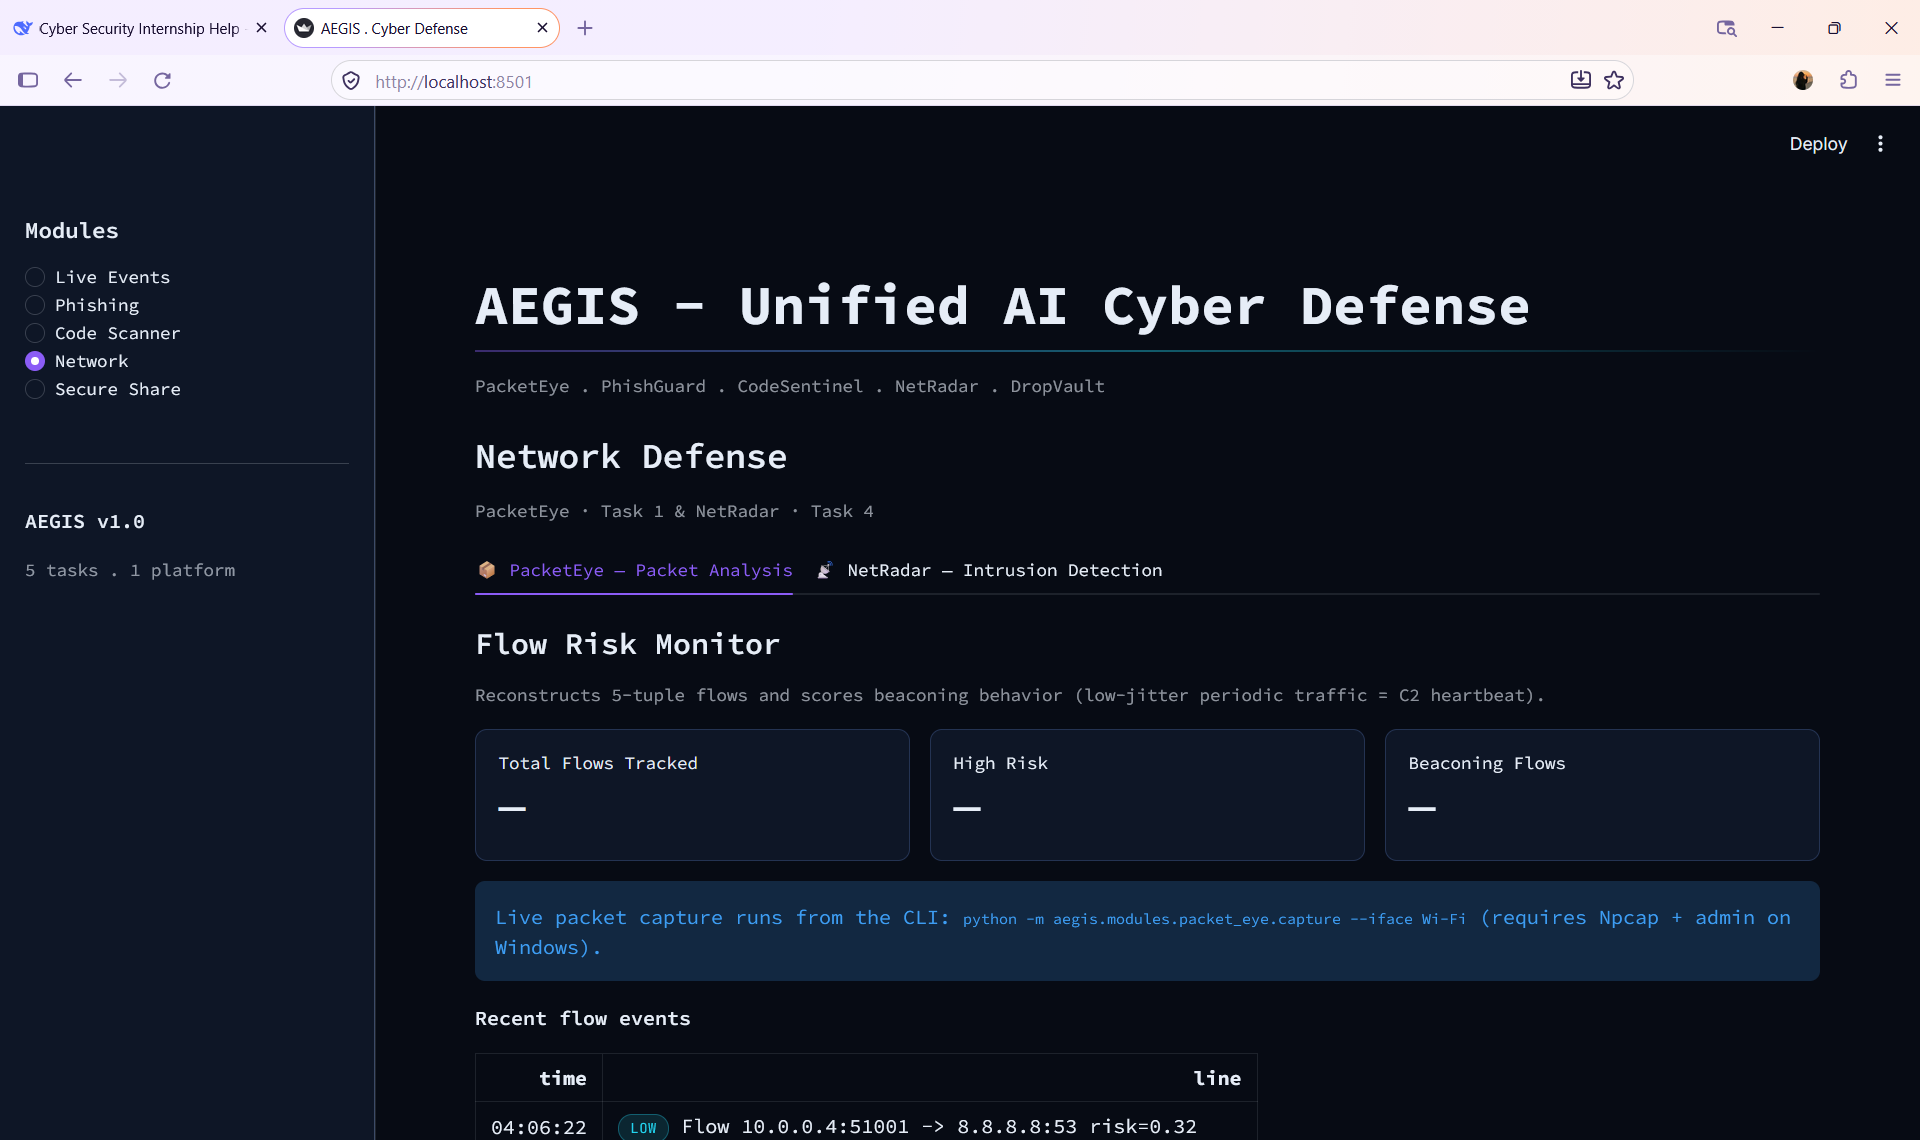 Cyber Security Internship Help
AEGIS . Cyber Defense
http://localhost:8501
Deploy
Modules
Live Events
Phishing
Code Scanner
Network
Secure Share
AEGIS v1.0
5 tasks . 1 platform
AEGIS - Unified AI Cyber Defense
PacketEye . PhishGuard . CodeSentinel . NetRadar . DropVault
Network Defense
PacketEye · Task 1 & NetRadar · Task 4
PacketEye — Packet Analysis
NetRadar — Intrusion Detection
Flow Risk Monitor
Reconstructs 5-tuple flows and scores beaconing behavior (low-jitter periodic traffic = C2 heartbeat).
Total Flows Tracked
—
High Risk
—
Beaconing Flows
—
Live packet capture runs from the CLI: python -m aegis.modules.packet_eye.capture --iface Wi-Fi (requires Npcap + admin on
Windows).
Recent flow events
time line
04:06:22 LOW Flow 10.0.0.4:51001 -> 8.8.8.8:53 risk=0.32